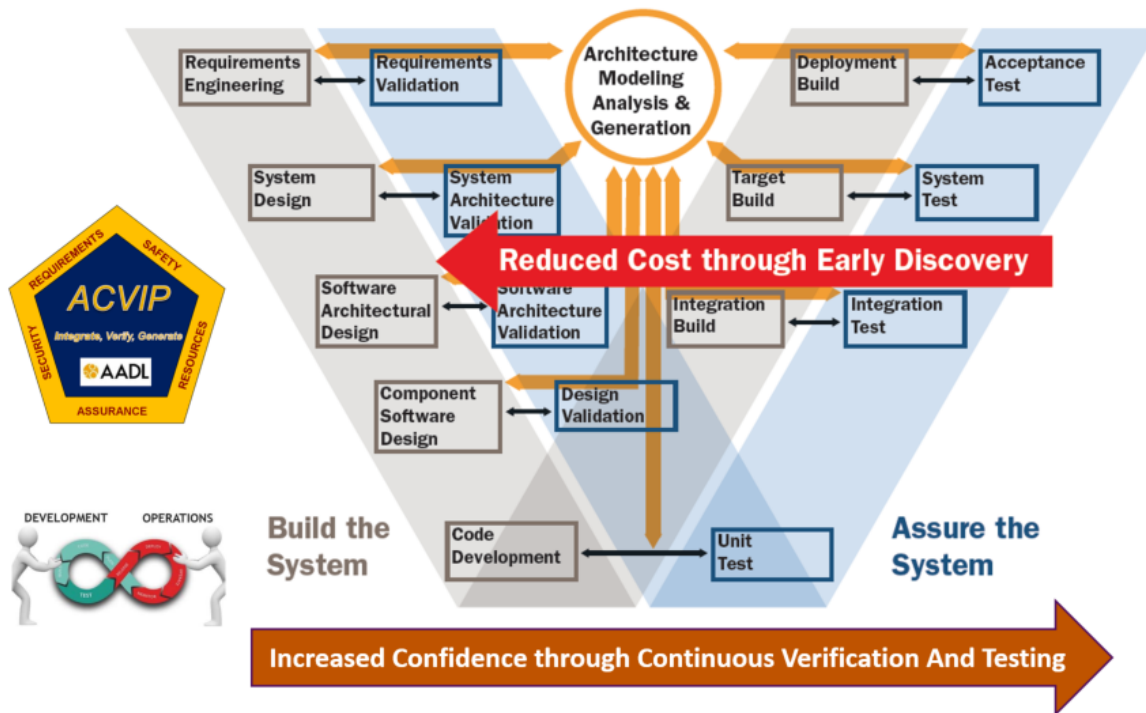 Requirements
Engineering
Requirements
Validation
Architecture
Modeling
Analysis &
Generation
Deployment
Build
Acceptance
Test
System
Design
System
Architecture
Validation
Target
Build
System
Test
Reduced Cost through Early Discovery
REQUIREMENTS
SAFETY
SECURITY
RESOURCES
ASSURANCE
ACVIP
Integrate, Verify, Generate
AADL
Software
Architectural
Design
Software
Architecture
Validation
Integration
Build
Integration
Test
Component
Software
Design
Design
Validation
DEVELOPMENT
OPERATIONS
TEST
Build the
System
Code
Development
Unit
Test
Assure the
System
Increased Confidence through Continuous Verification And Testing